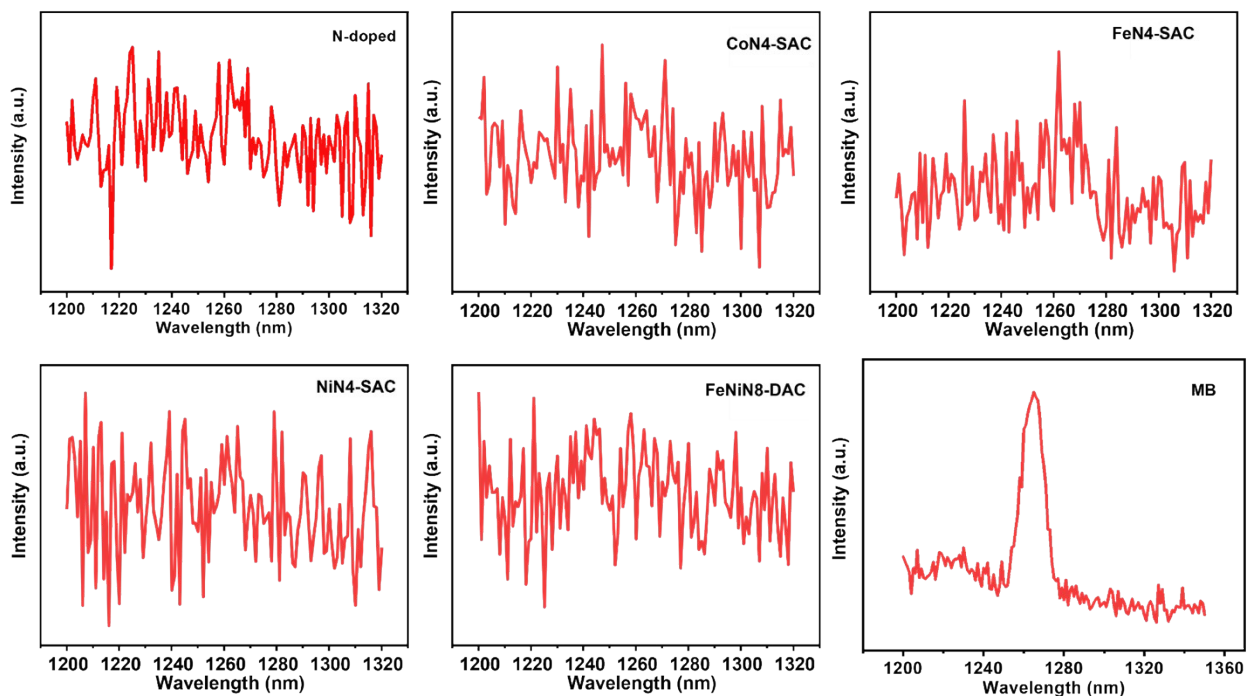 N-doped
Intensity (a.u.)
1200 1220 1240 1260 1280 1300 1320
Wavelength (nm)
CoN4-SAC
Intensity (a.u.)
1200 1220 1240 1260 1280 1300 1320
Wavelength (nm)
FeN4-SAC
Intensity (a.u.)
1200 1220 1240 1260 1280 1300 1320
Wavelength (nm)
NiN4-SAC
Intensity (a.u.)
1200 1220 1240 1260 1280 1300 1320
Wavelength (nm)
FeNiN8-DAC
Intensity (a.u.)
1200 1220 1240 1260 1280 1300 1320
Wavelength (nm)
MB
Intensity (a.u.)
1200 1240 1280 1320 1360
Wavelength (nm)